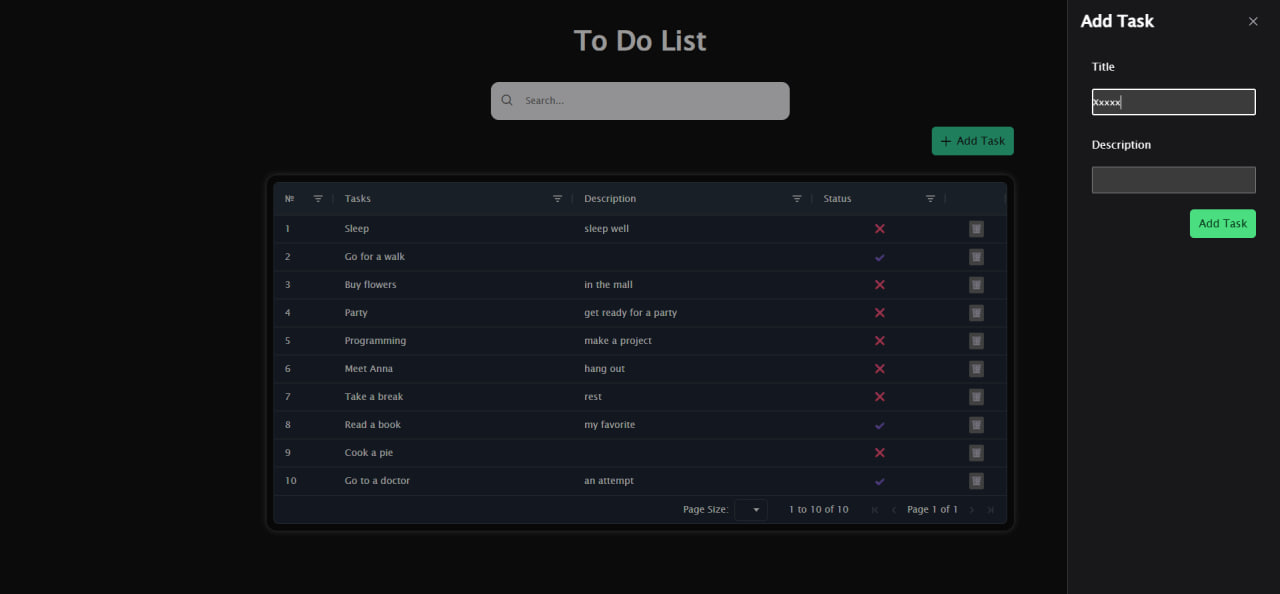 To Do List
Search...
+ Add Task
№ Tasks Description Status
1 Sleep sleep well
2 Go for a walk
3 Buy flowers in the mall
4 Party get ready for a party
5 Programming make a project
6 Meet Anna hang out
7 Take a break rest
8 Read a book my favorite
9 Cook a pie
10 Go to a doctor an attempt
Page Size: 1 to 10 of 10 Page 1 of 1
Add Task
Title
Xxxxx
Description
Add Task